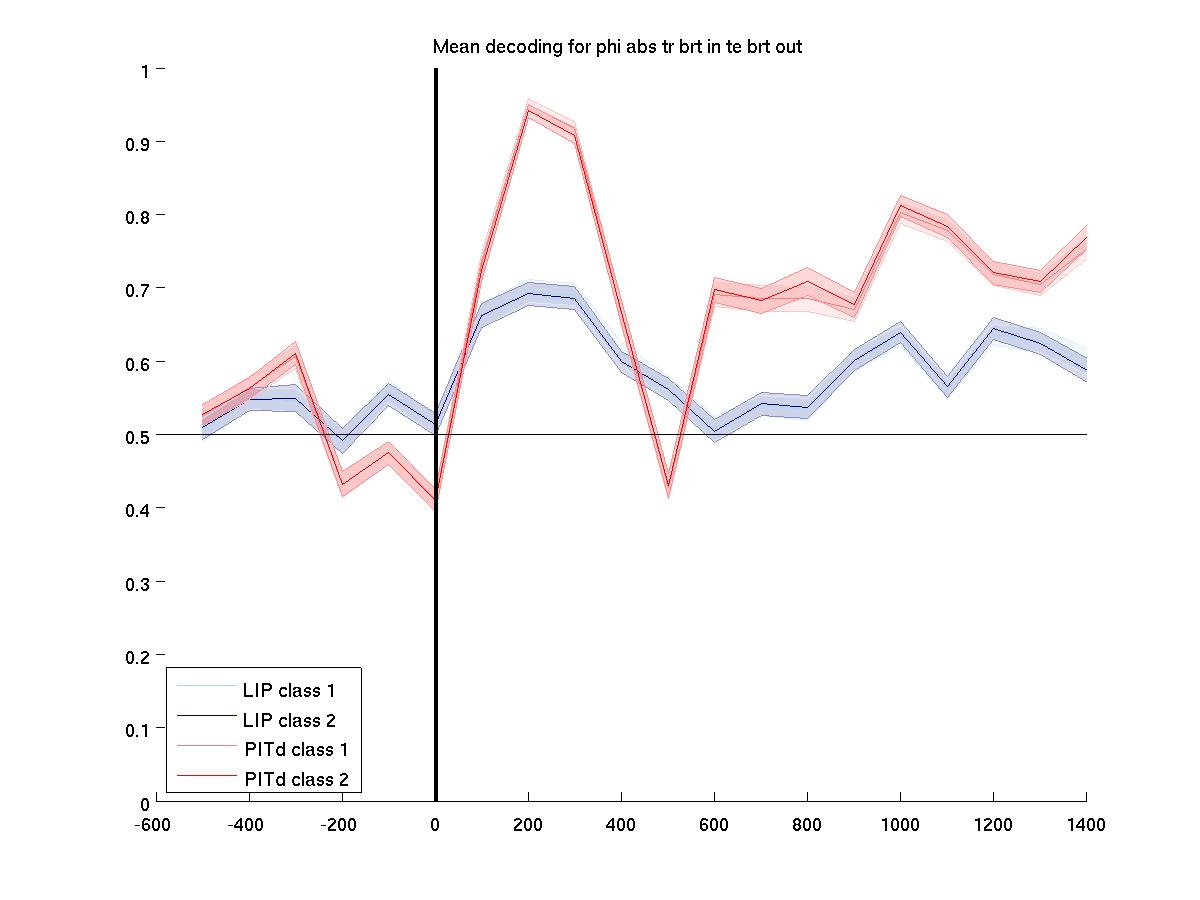 Mean decoding for phi abs tr brt in te brt out
1
0.9
0.8
0.7
0.6
0.5
0.4
0.3
0.2
0.1
0
LIP class 1
LIP class 2
PITd class 1
PITd class 2
-600 -400 -200 0 200 400 600 800 1000 1200 1400